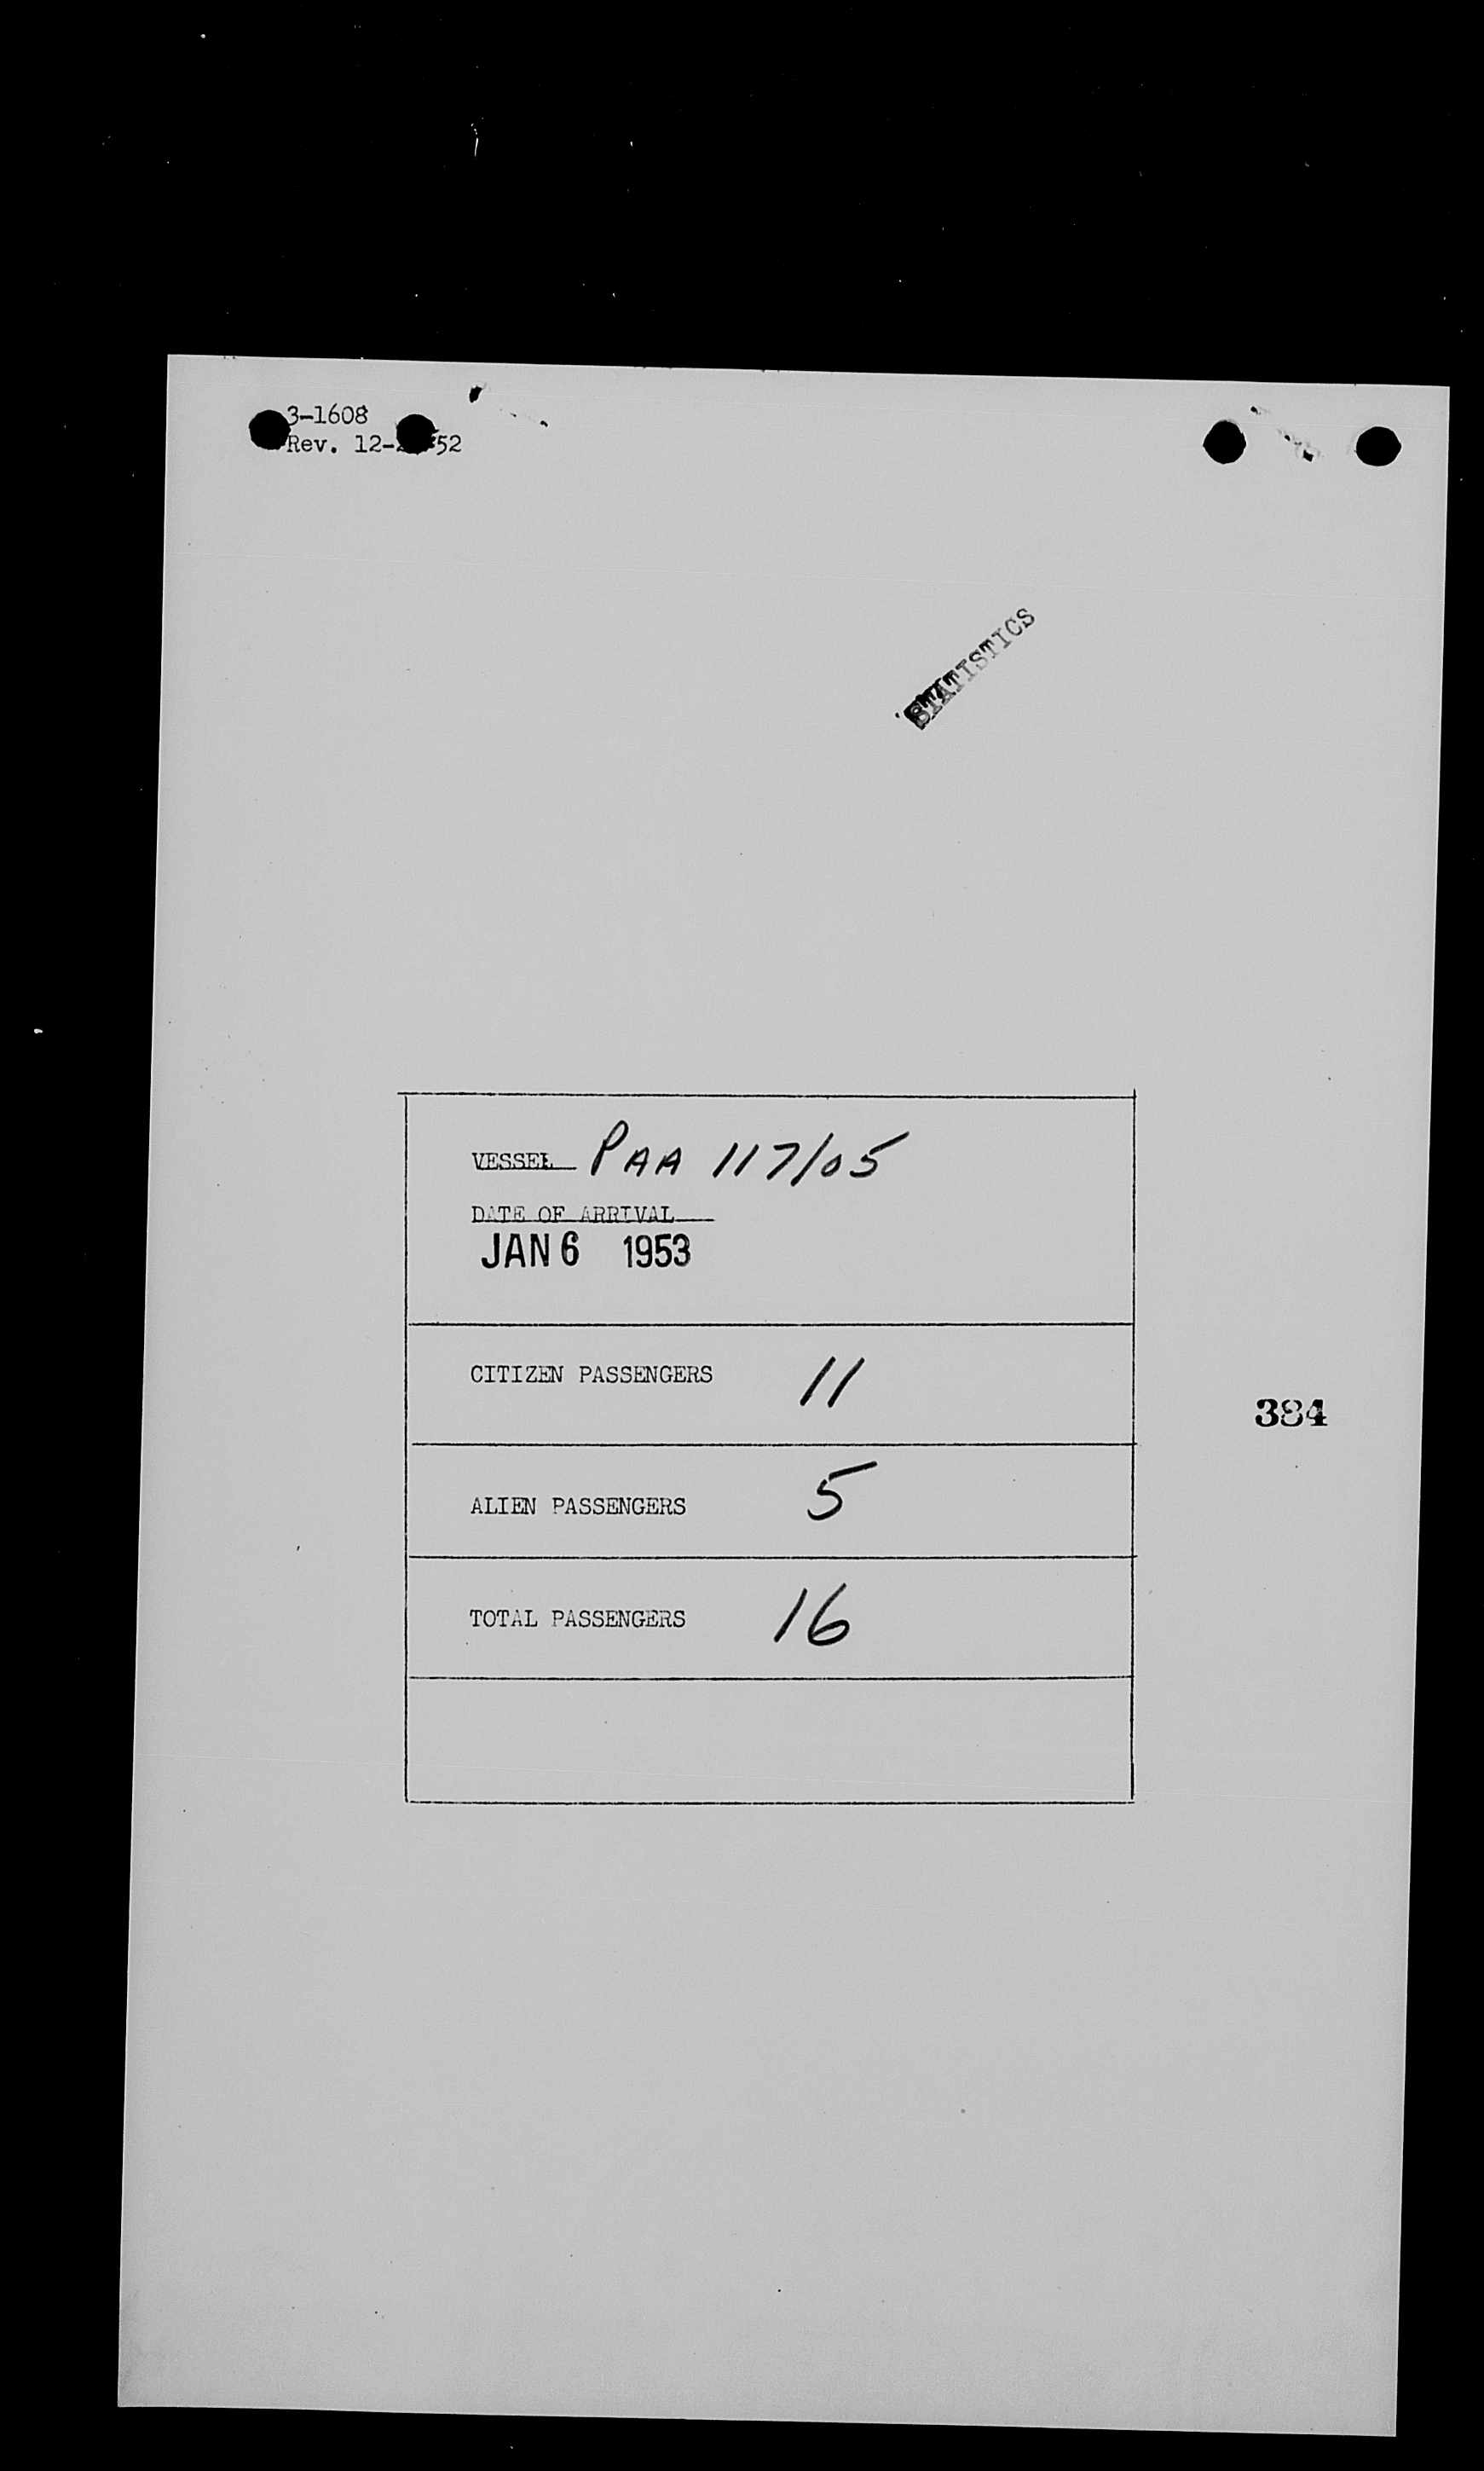 3-1608
Rev. 12- 52
STATISTICS
VESSEL PAA 117/05
DATE OF ARRIVAL
JAN 6 1953
CITIZEN PASSENGERS 11
384
ALIEN PASSENGERS 5
TOTAL PASSENGERS 16